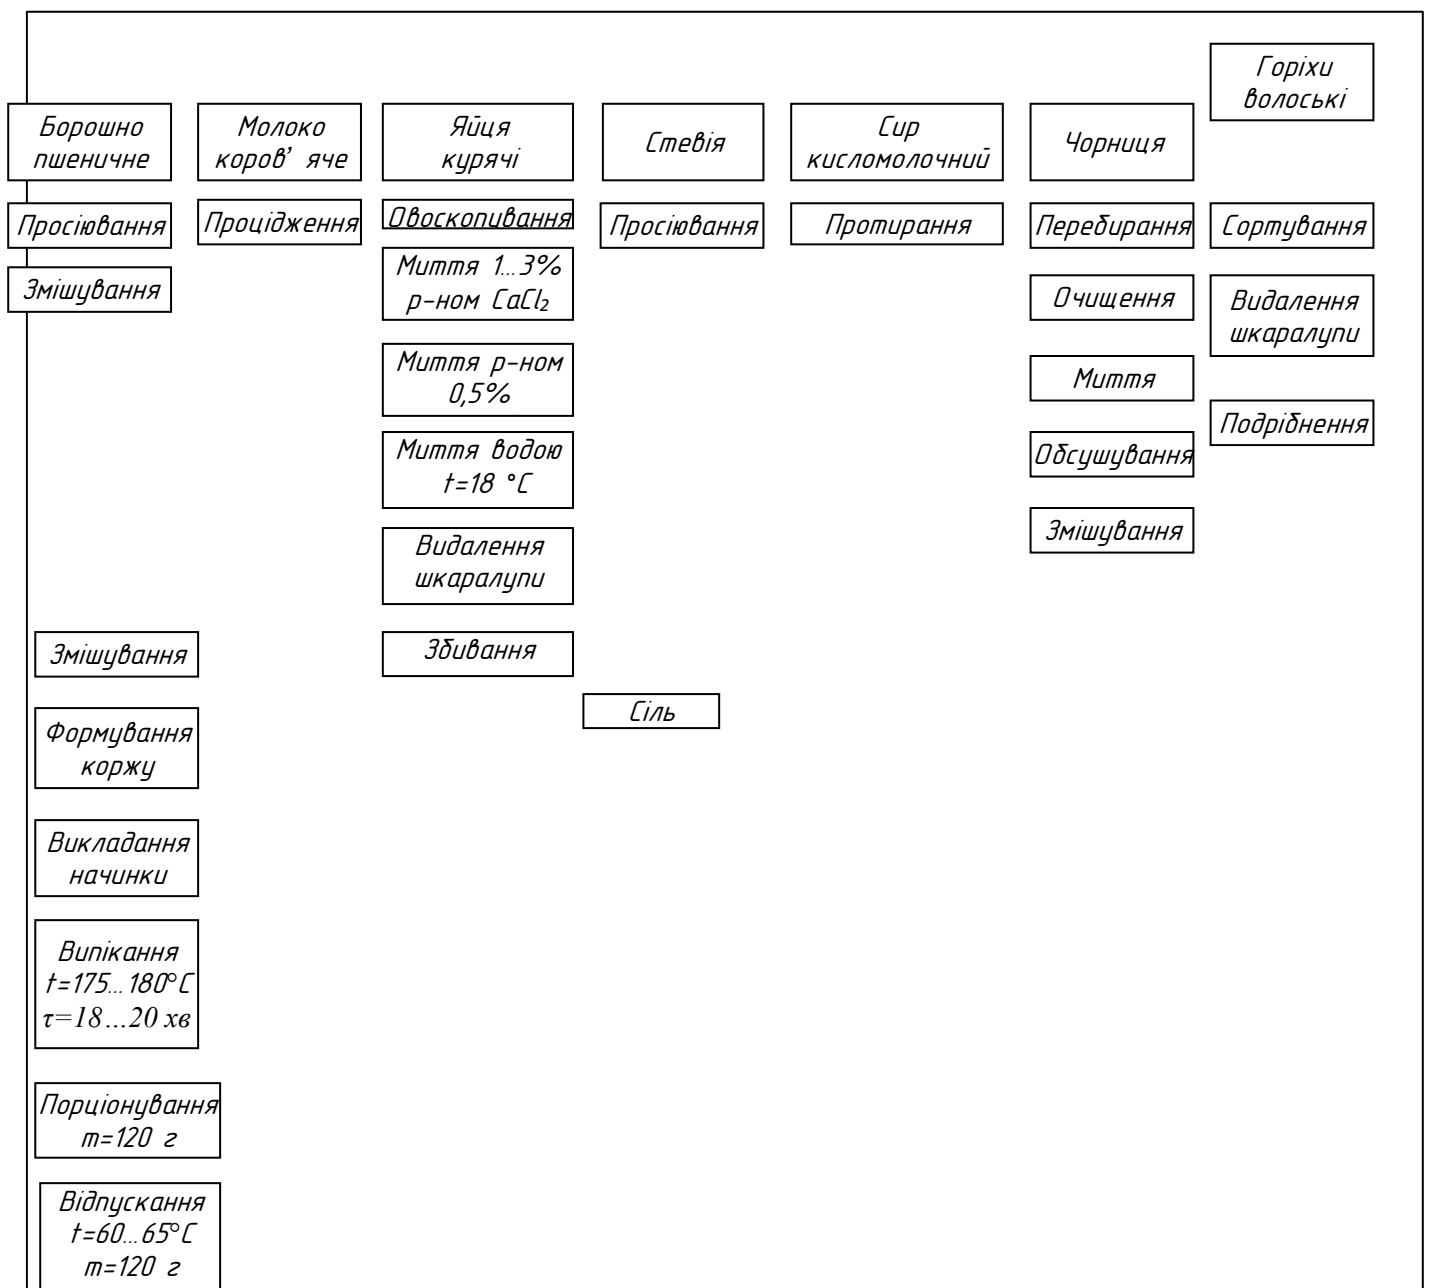 Горіхи
волоські
Борошно
пшеничне
Молоко
коров’ яче
Яйця
курячі
Стевія
Сир
кисломолочний
Чорниця
Просіювання
Проціdження
Овоскопивання
Просіювання
Протирання
Перебирання
Сортування
Змішування
Миття 1...3%
р-ном CaCl₂
Очищення
Видалення
шкаралупи
Миття р-ном
0,5%
Миття
Подрібнення
Миття водою
t=18 °C
Обсушування
Видалення
шкаралупи
Змішування
Змішування
Збивання
Сіль
Формування
коржу
Викладання
начинки
Випікання
t=175...180°C
τ=18...20 хв
Порціонування
m=120 г
Відпускання
t=60...65°C
m=120 г